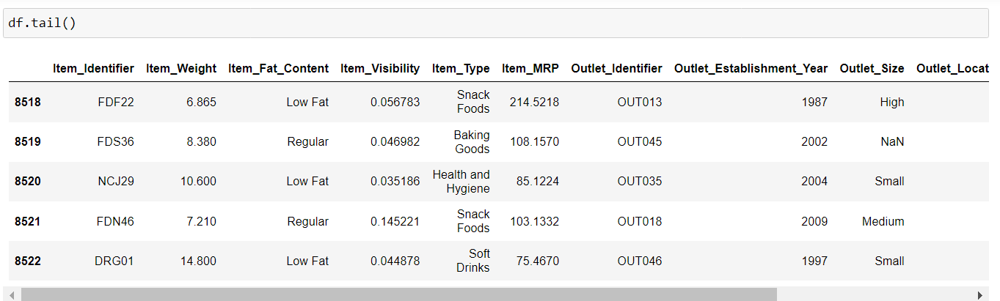 df.tail()
Item_Identifier Item_Weight Item_Fat_Content Item_Visibility Item_Type Item_MRP Outlet_Identifier Outlet_Establishment_Year Outlet_Size Outlet_Locat
8518 FDF22 6.865 Low Fat 0.056783 Snack Foods 214.5218 OUT013 1987 High
8519 FDS36 8.380 Regular 0.046982 Baking Goods 108.1570 OUT045 2002 NaN
8520 NCJ29 10.600 Low Fat 0.035186 Health and Hygiene 85.1224 OUT035 2004 Small
8521 FDN46 7.210 Regular 0.145221 Snack Foods 103.1332 OUT018 2009 Medium
8522 DRG01 14.800 Low Fat 0.044878 Soft Drinks 75.4670 OUT046 1997 Small